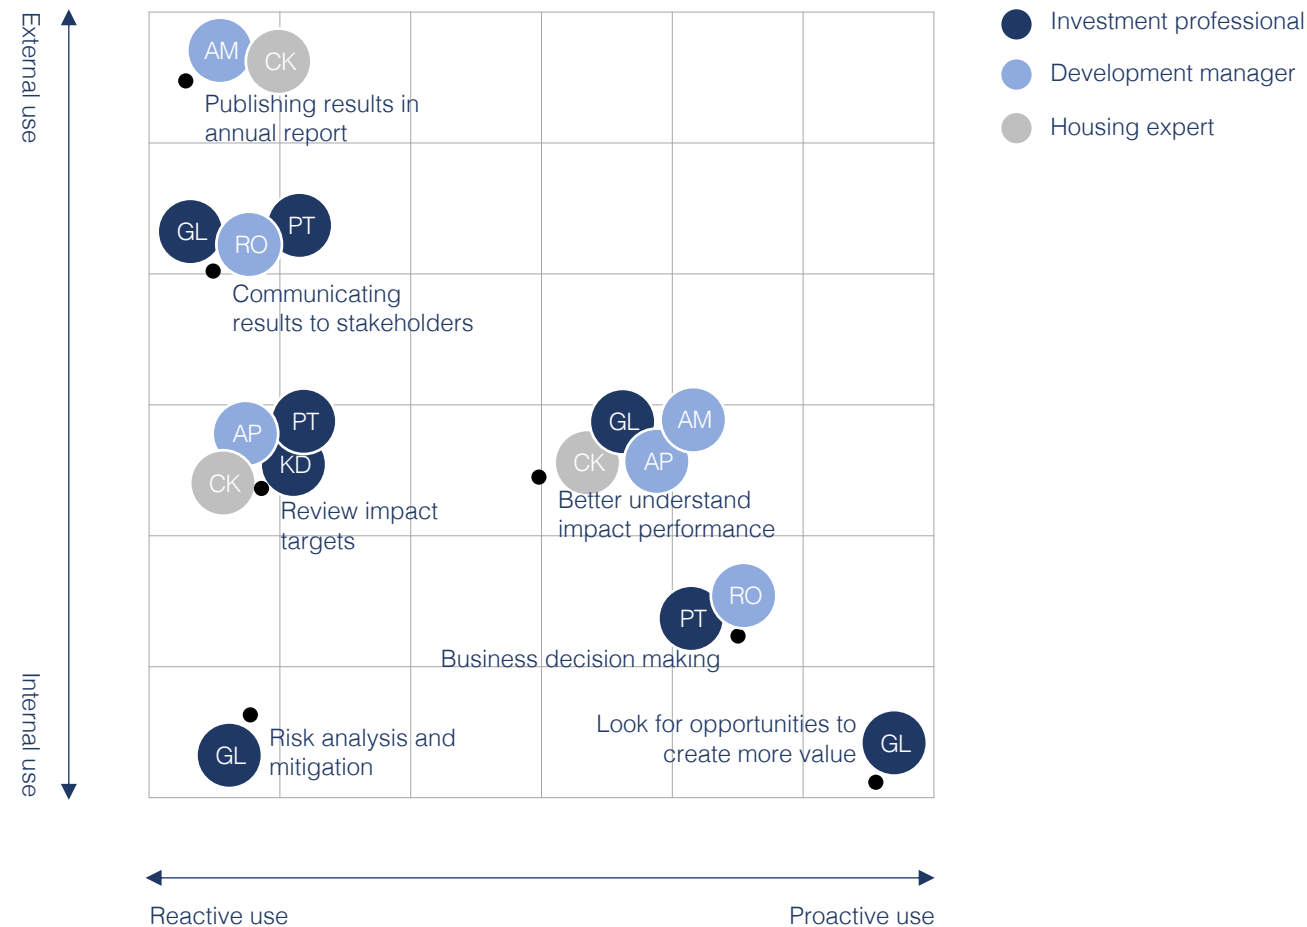 External use
AM
CK
Publishing results in
annual report
Investment professional
Development manager
Housing expert
GL
RO
PT
Communicating
results to stakeholders
AP
PT
CK
KD
Review impact
targets
GL
AM
CK
AP
Better understand
impact performance
PT
RO
Business decision making
Internal use
GL
Risk analysis and
mitigation
Look for opportunities to
create more value
GL
Reactive use
Proactive use